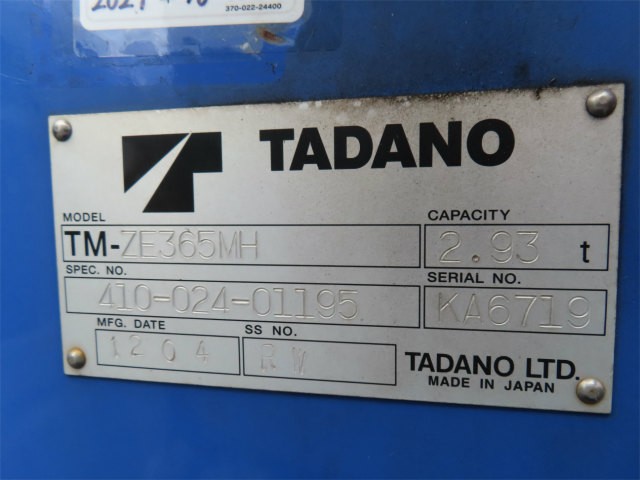 370-022-24400
TADANO
MODEL
TM-ZE365MH
CAPACITY
2.93 t
SPEC. NO.
410-024-01195
SERIAL NO.
KA6719
MFG. DATE
1204
SS NO.
RV
TADANO LTD.
MADE IN JAPAN